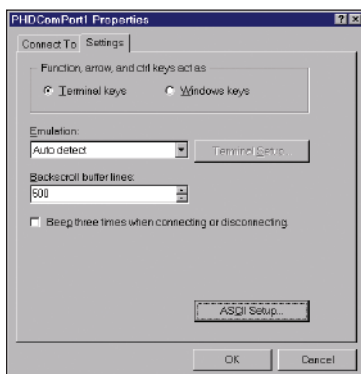 PHDComPort1 Properties
Connect To Settings
Function, arrow, and ctrl keys act as
Terminal keys Windows keys
Emulation:
Auto detect Terminal Setup...
Backscroll buffer lines:
500
Beep three times when connecting or disconnecting
ASCII Setup...
OK Cancel